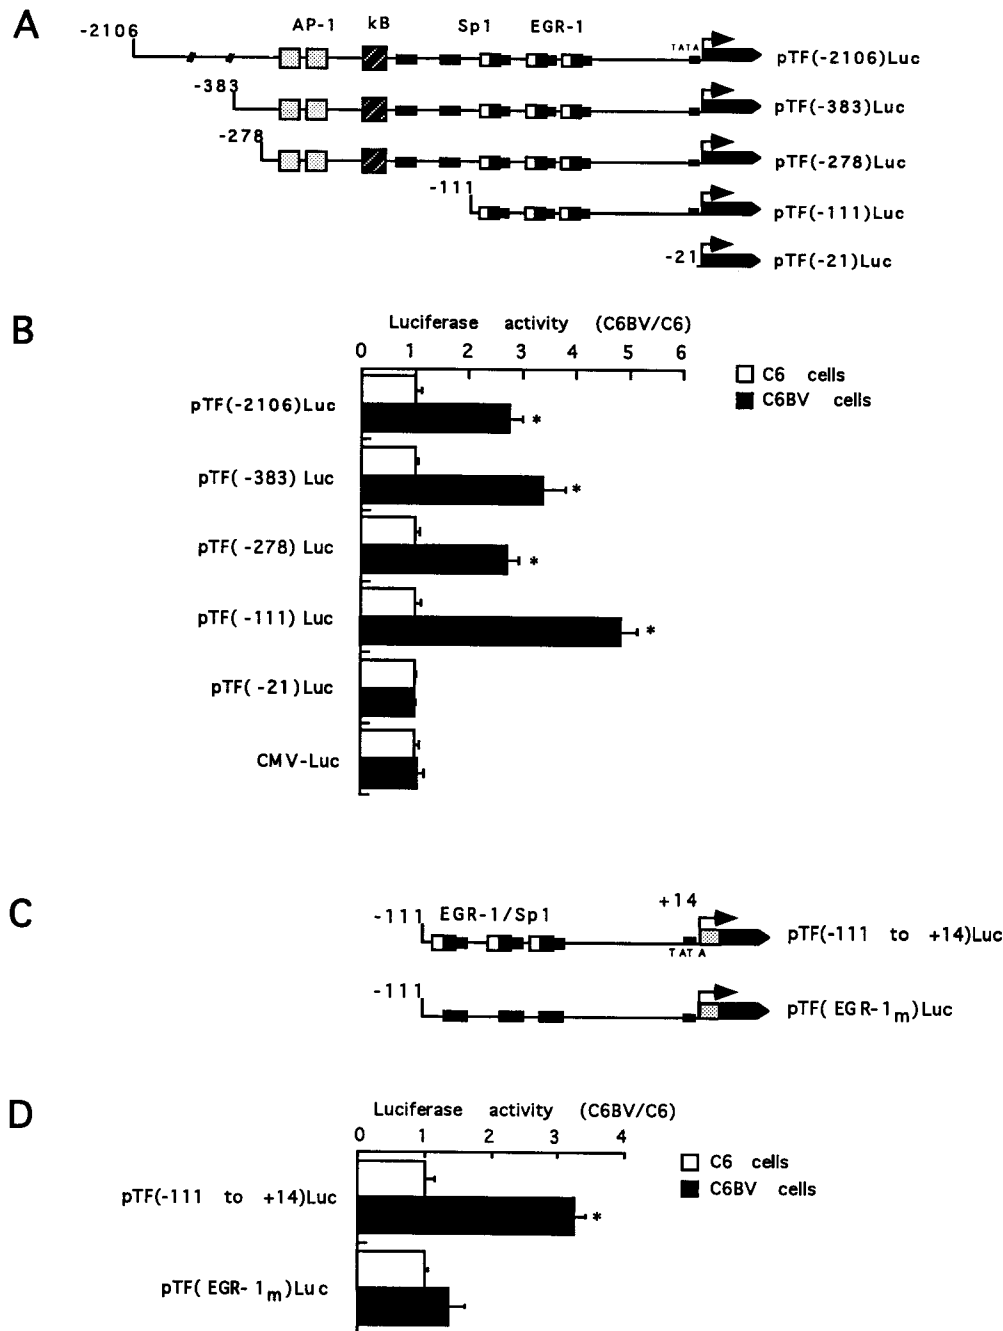 A
AP-1 kB Sp1 EGR-1
-2106 TATA pTF(-2106)Luc
-383 pTF(-383)Luc
-278 pTF(-278)Luc
-111 pTF(-111)Luc
-21 pTF(-21)Luc
B
Luciferase activity (C6BV/C6)
0 1 2 3 4 5 6
C6 cells
C6BV cells
pTF(-2106)Luc *
pTF(-383) Luc *
pTF(-278) Luc *
pTF(-111) Luc *
pTF(-21)Luc
CMV-Luc
C
-111 EGR-1/Sp1 +14
pTF(-111 to +14)Luc
TATA
-111 pTF(EGR-1m)Luc
D
Luciferase activity (C6BV/C6)
0 1 2 3 4
C6 cells
C6BV cells
pTF(-111 to +14)Luc *
pTF(EGR-1m)Luc